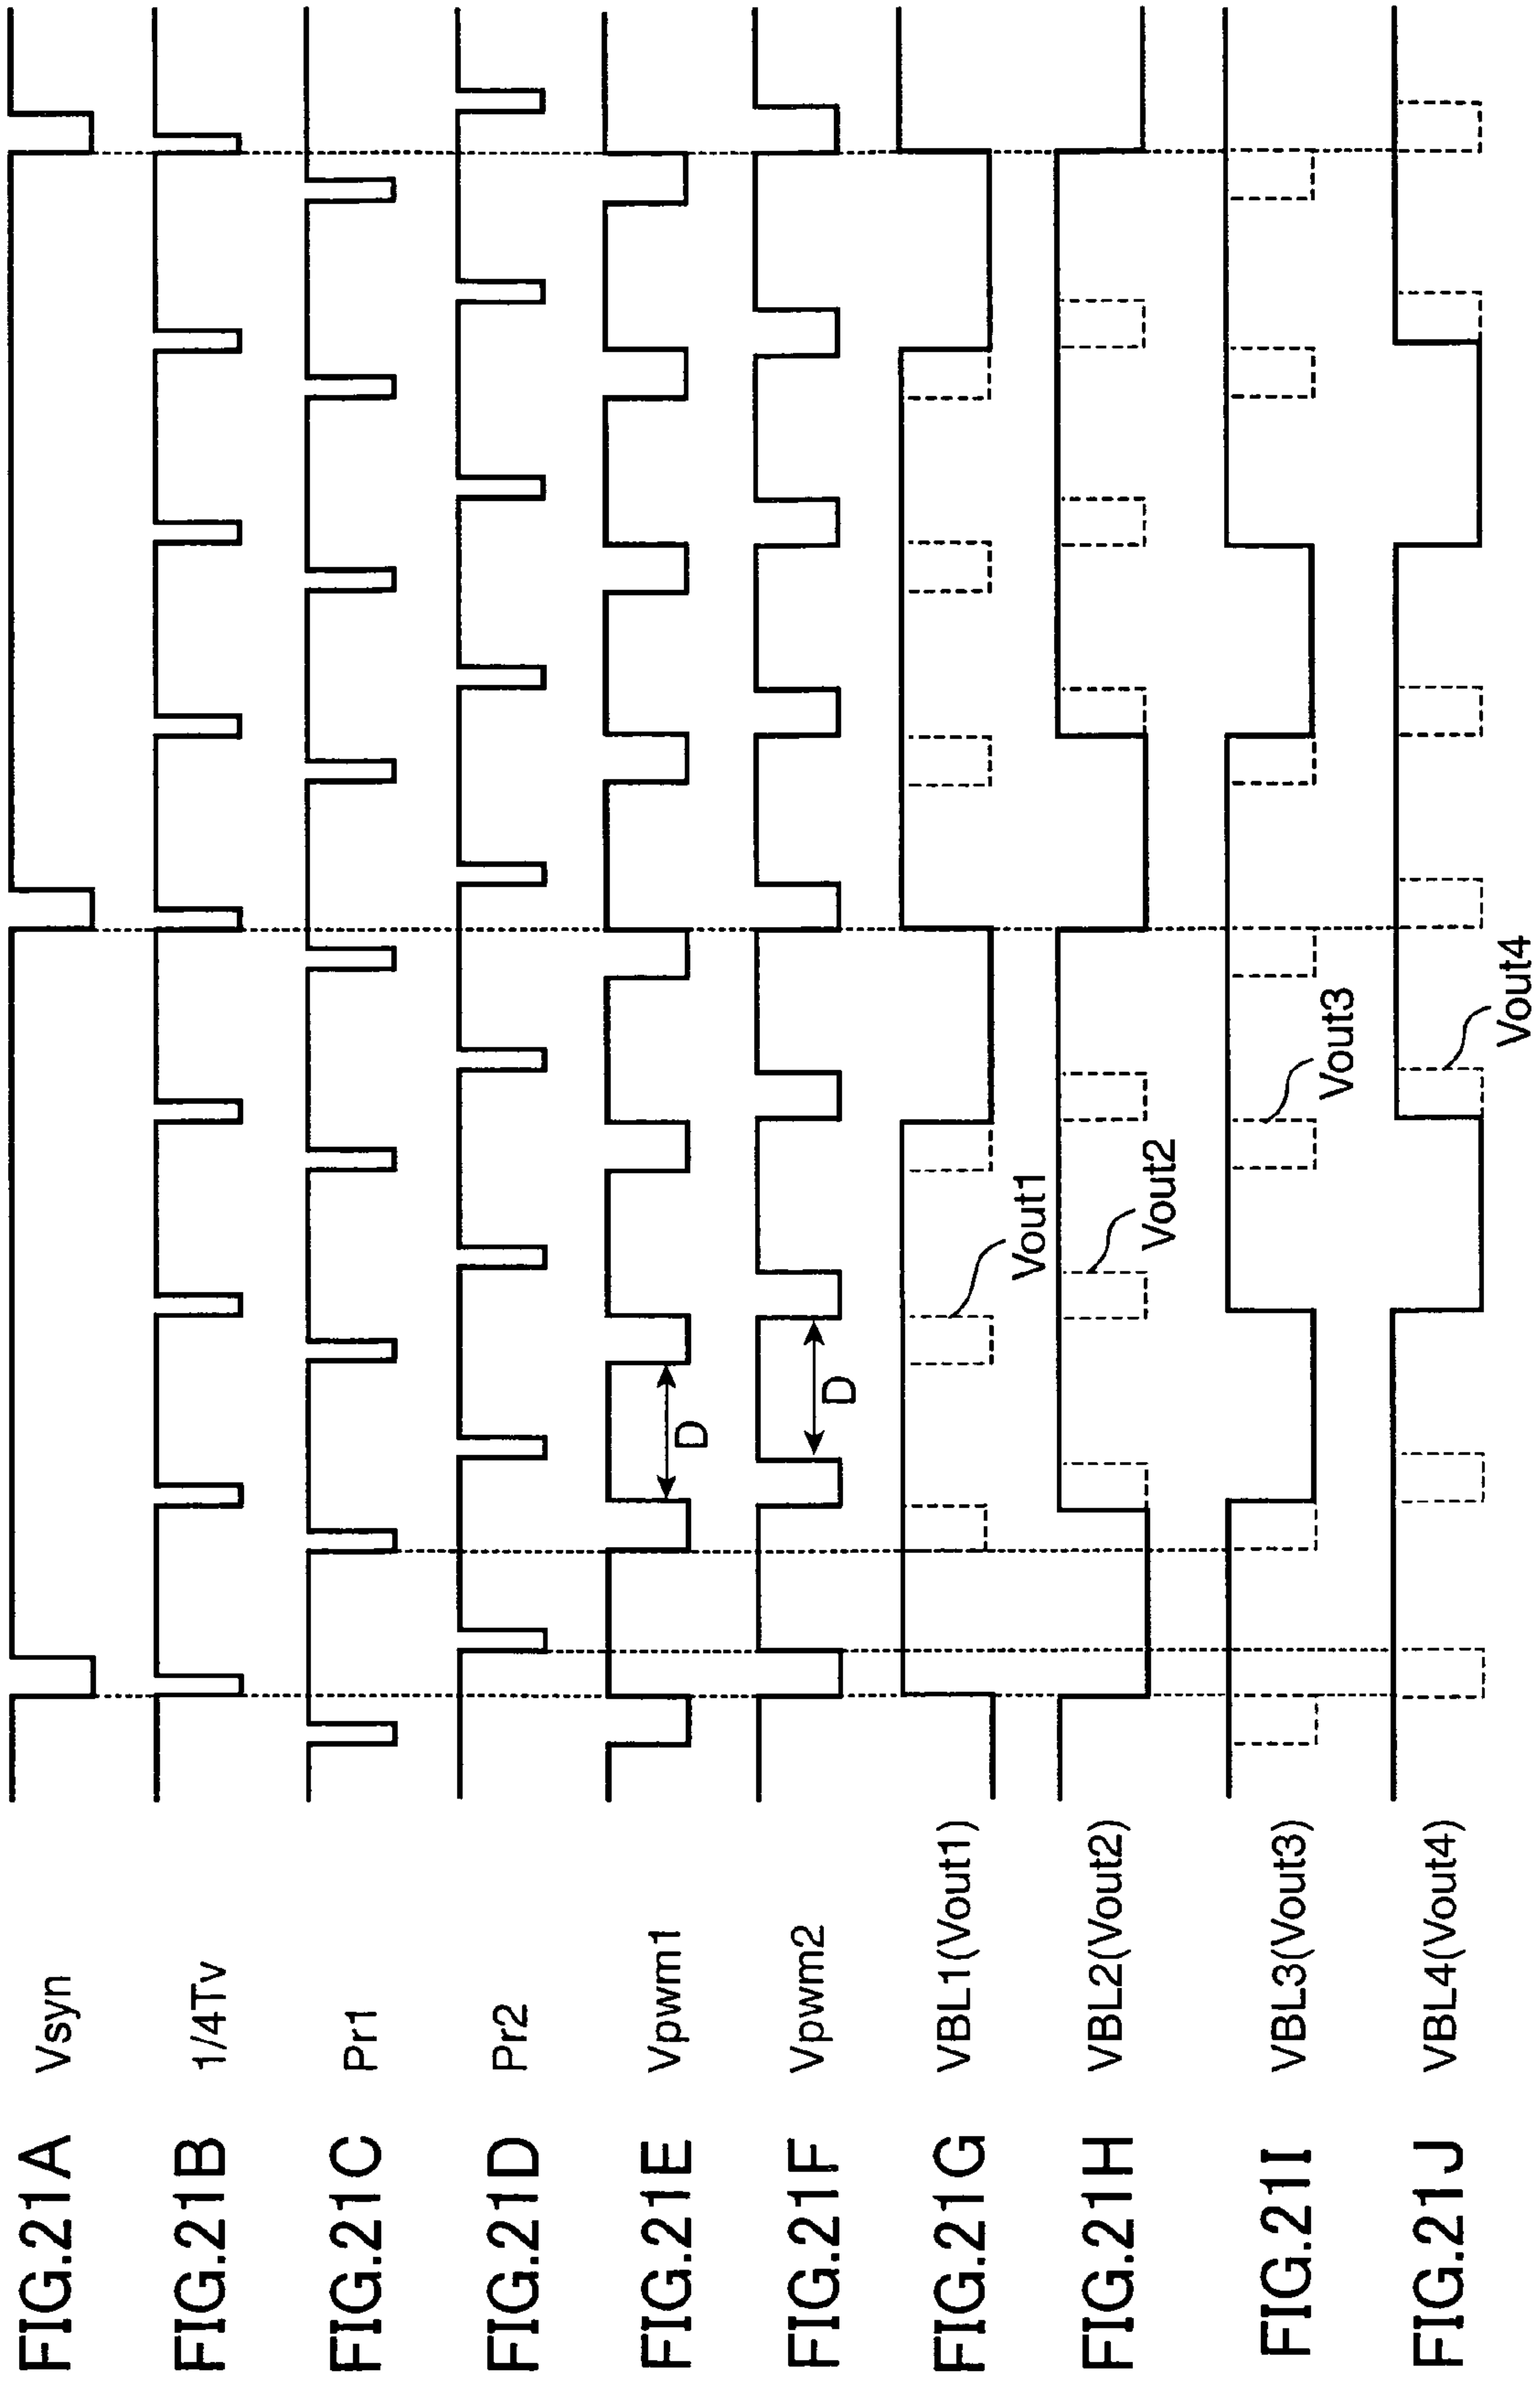 FIG.21A Vsyn
FIG.21B 1/4Tv
FIG.21C Pr1
FIG.21D Pr2
FIG.21E Vpwm1
D
FIG.21F Vpwm2
D
FIG.21G VBL1(Vout1)
Vout1
FIG.21H VBL2(Vout2)
Vout2
FIG.21I VBL3(Vout3)
Vout3
FIG.21J VBL4(Vout4)
Vout4